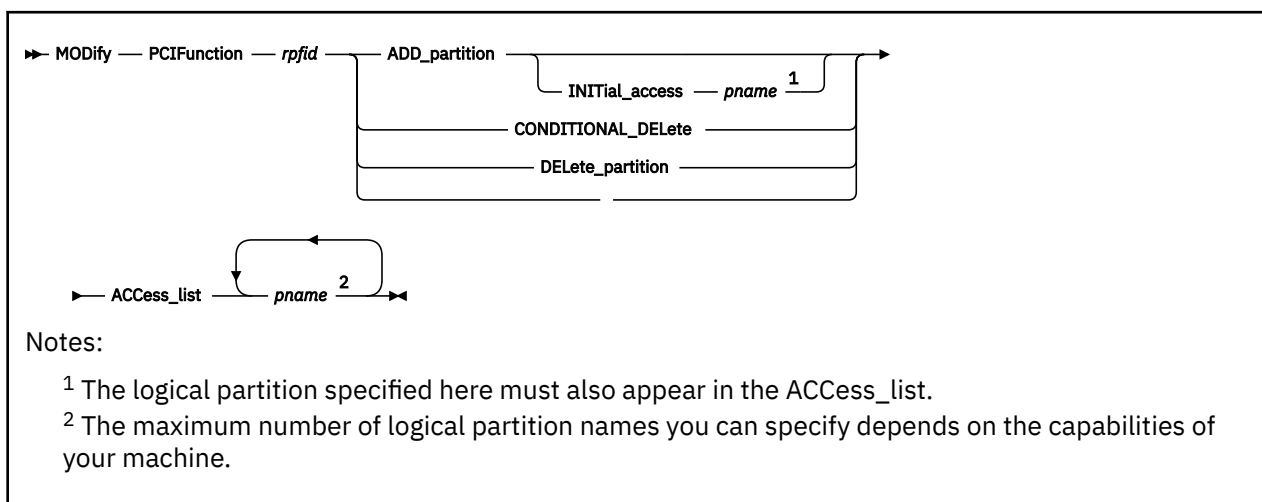 MODify PCIFunction rpfid ADD_partition
INITial_access pname 1
CONDITIONAL_DELete
DELete_partition
ACCess_list pname 2
Notes:
1 The logical partition specified here must also appear in the ACCess_list.
2 The maximum number of logical partition names you can specify depends on the capabilities of
your machine.